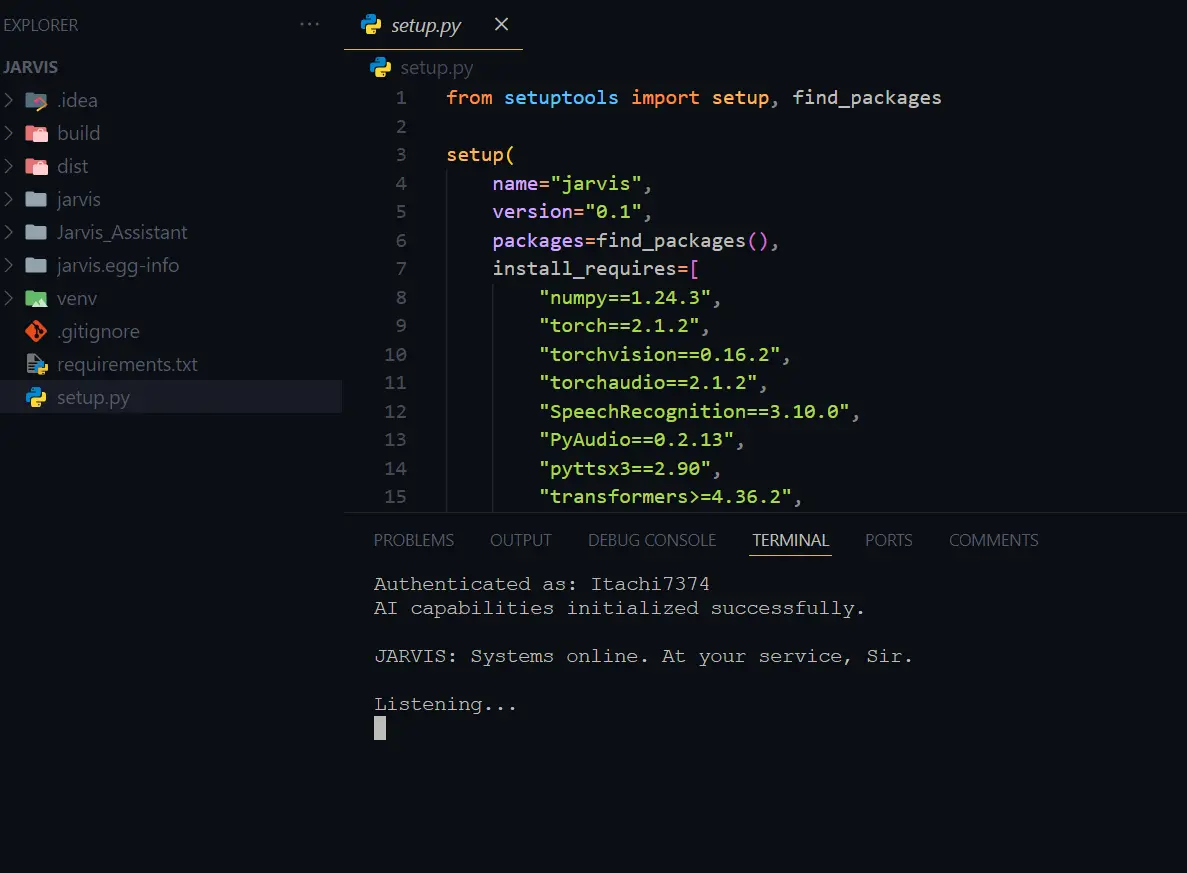 EXPLORER
...
JARVIS
.idea
build
dist
jarvis
Jarvis_Assistant
jarvis.egg-info
venv
.gitignore
requirements.txt
setup.py
setup.py
setup.py
1 from setuptools import setup, find_packages
2
3 setup(
4 name="jarvis",
5 version="0.1",
6 packages=find_packages(),
7 install_requires=[
8 "numpy==1.24.3",
9 "torch==2.1.2",
10 "torchvision==0.16.2",
11 "torchaudio==2.1.2",
12 "SpeechRecognition==3.10.0",
13 "PyAudio==0.2.13",
14 "pyttsx3==2.90",
15 "transformers>=4.36.2",
PROBLEMS OUTPUT DEBUG CONSOLE TERMINAL PORTS COMMENTS
Authenticated as: Itachi7374
AI capabilities initialized successfully.
JARVIS: Systems online. At your service, Sir.
Listening...